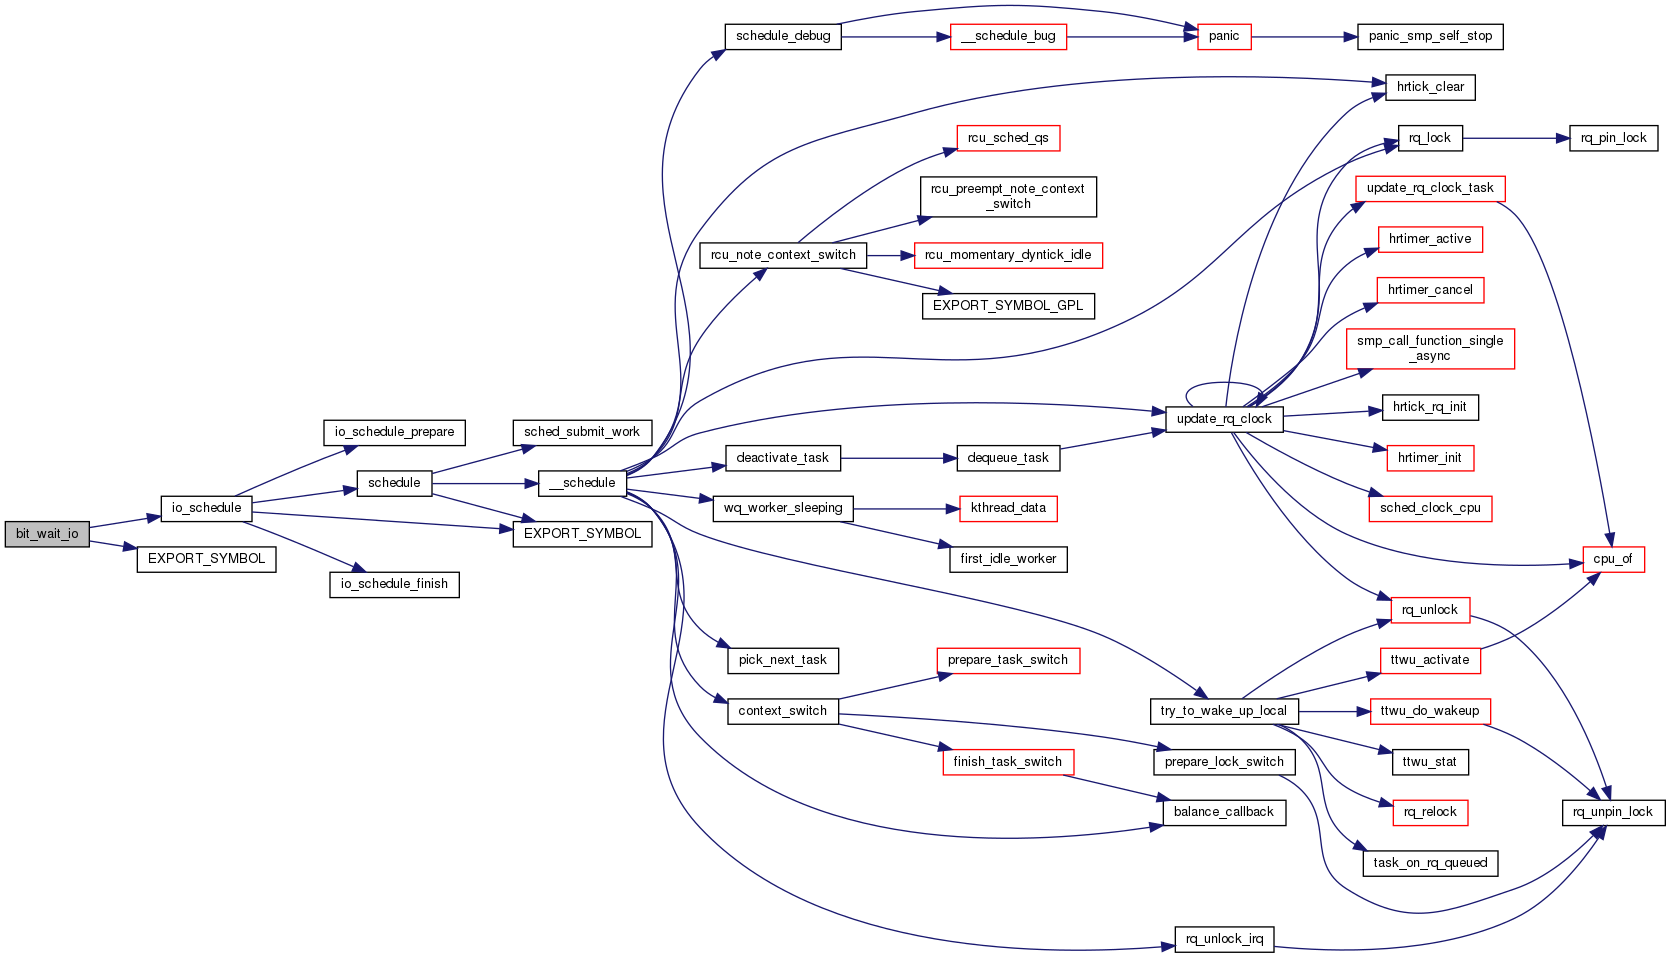 schedule_debug
__schedule_bug
panic
panic_smp_self_stop
hrtick_clear
rcu_sched_qs
rq_lock
rq_pin_lock
rcu_preempt_note_context
_switch
update_rq_clock_task
rcu_note_context_switch
rcu_momentary_dyntick_idle
hrtimer_active
EXPORT_SYMBOL_GPL
hrtimer_cancel
smp_call_function_single
_async
update_rq_clock
hrtick_rq_init
io_schedule_prepare
sched_submit_work
deactivate_task
dequeue_task
hrtimer_init
schedule
__schedule
io_schedule
wq_worker_sleeping
kthread_data
sched_clock_cpu
bit_wait_io
EXPORT_SYMBOL
EXPORT_SYMBOL
first_idle_worker
cpu_of
io_schedule_finish
rq_unlock
pick_next_task
prepare_task_switch
ttwu_activate
context_switch
try_to_wake_up_local
ttwu_do_wakeup
finish_task_switch
prepare_lock_switch
ttwu_stat
balance_callback
rq_relock
rq_unpin_lock
task_on_rq_queued
rq_unlock_irq